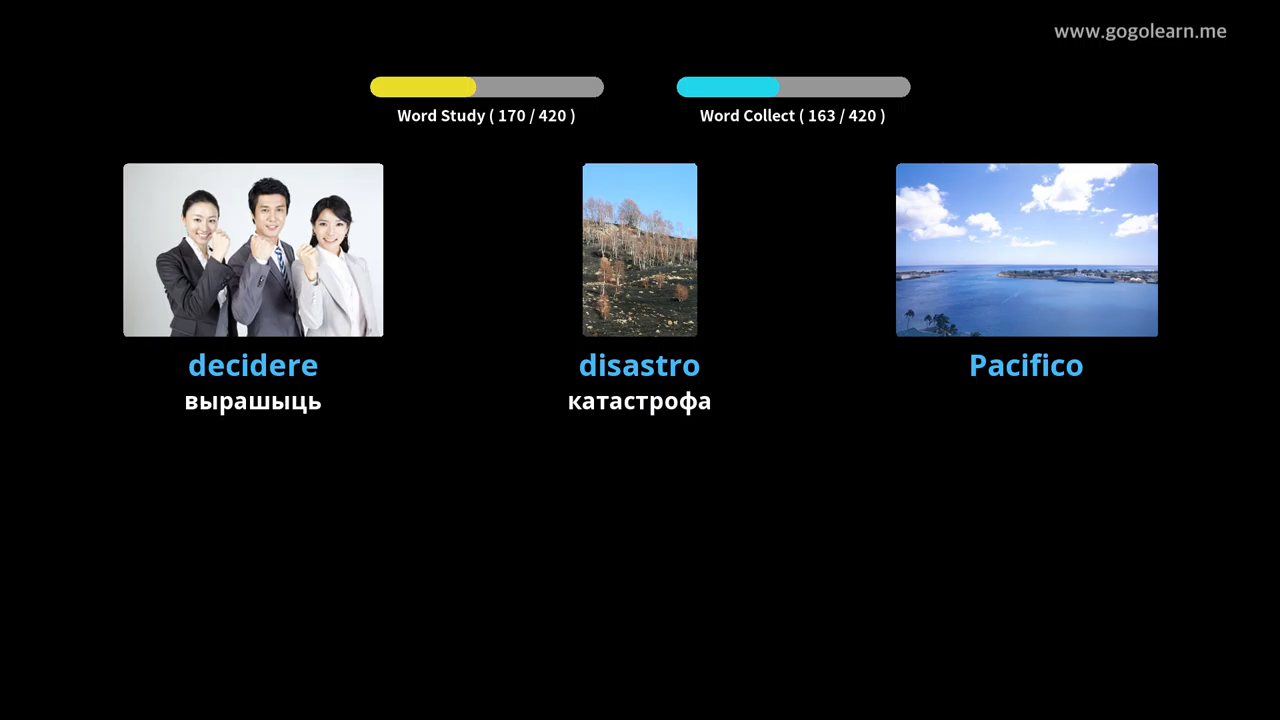 www.gogolearn.me
Word Study ( 170 / 420 )
Word Collect ( 163 / 420 )
decidere
вырашыць
disastro
катастрофа
Pacifico